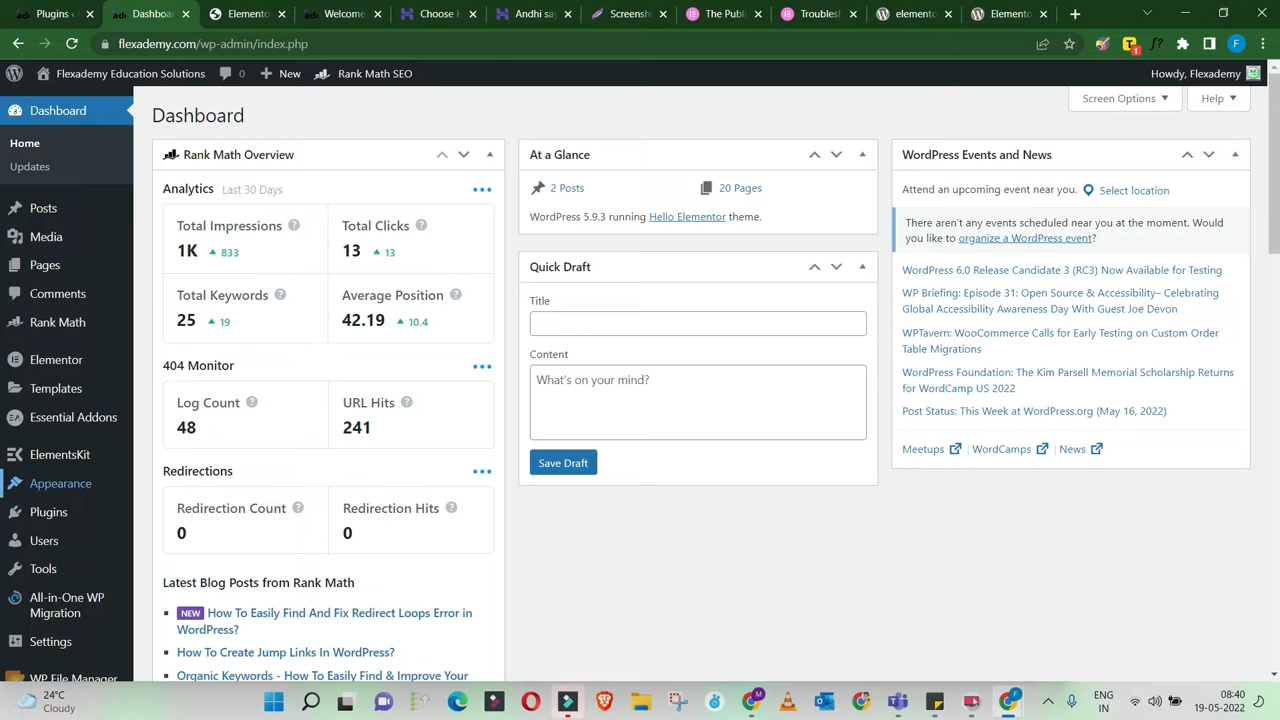 Plugins <
Dashboa
Welcome
Elemento
Welcome
Choose H
Andhi say
Screensh
The Publi
Troublesh
elemento
Elemento
flexademy.com/wp-admin/index.php
1
F
Flexademy Education Solutions
0
New
Rank Math SEO
Howdy, Flexademy
Dashboard
Home
Updates
Posts
Media
Pages
Comments
Rank Math
Elementor
Templates
Essential Addons
ElementsKit
Appearance
Plugins
Users
Tools
All-in-One WP
Migration
Settings
WP File Manager
Dashboard
Screen Options
Help
Rank Math Overview
Analytics Last 30 Days
Total Impressions
1K 833
Total Clicks
13 13
Total Keywords
25 19
Average Position
42.19 10.4
404 Monitor
Log Count
48
URL Hits
241
Redirections
Redirection Count
0
Redirection Hits
0
Latest Blog Posts from Rank Math
NEW How To Easily Find And Fix Redirect Loops Error in
WordPress?
How To Create Jump Links In WordPress?
Organic Keywords - How To Easily Find & Improve Your
At a Glance
2 Posts
20 Pages
WordPress 5.9.3 running Hello Elementor theme.
Quick Draft
Title
Content
What's on your mind?
Save Draft
WordPress Events and News
Attend an upcoming event near you. Select location
There aren't any events scheduled near you at the moment. Would
you like to organize a WordPress event?
WordPress 6.0 Release Candidate 3 (RC3) Now Available for Testing
WP Briefing: Episode 31: Open Source & Accessibility– Celebrating
Global Accessibility Awareness Day With Guest Joe Devon
WPTavern: WooCommerce Calls for Early Testing on Custom Order
Table Migrations
WordPress Foundation: The Kim Parsell Memorial Scholarship Returns
for WordCamp US 2022
Post Status: This Week at WordPress.org (May 16, 2022)
Meetups | WordCamps | News
24°C
Cloudy
ENG
IN
08:40
19-05-2022